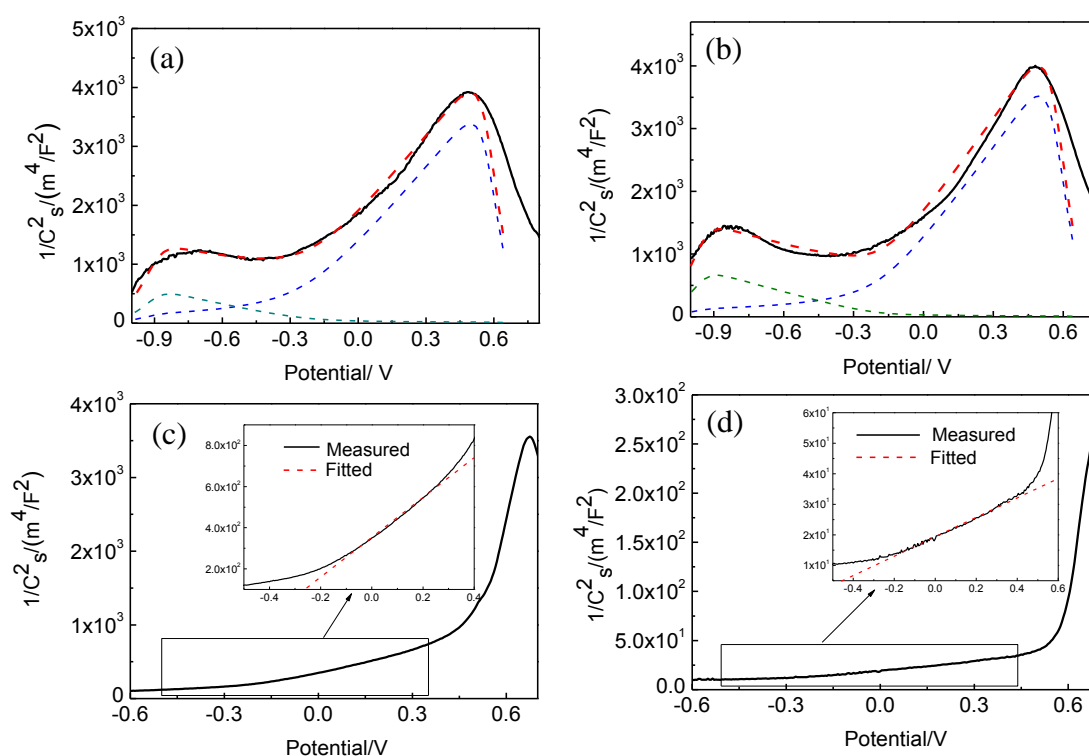 (a)
5x10³
4x10³
3x10³
2x10³
1x10³
0
1/C²ₛ/(m⁴/F²)
-0.9 -0.6 -0.3 0.0 0.3 0.6
Potential/ V
(b)
4x10³
3x10³
2x10³
1x10³
0
1/C²ₛ/(m⁴/F²)
-0.9 -0.6 -0.3 0.0 0.3 0.6
Potential/ V
(c)
4x10³
3x10³
2x10³
1x10³
0
1/C²ₛ/(m⁴/F²)
-0.6 -0.3 0.0 0.3 0.6
Potential/V
Measured
Fitted
8.0x10²
6.0x10²
4.0x10²
2.0x10²
-0.4 -0.2 0.0 0.2 0.4
(d)
3.0x10²
2.5x10²
2.0x10²
1.5x10²
1.0x10²
5.0x10¹
0.0
1/C²ₛ/(m⁴/F²)
-0.6 -0.3 0.0 0.3 0.6
Potential/V
Measured
Fitted
6x10¹
5x10¹
4x10¹
3x10¹
2x10¹
1x10¹
-0.4 -0.2 0.0 0.2 0.4 0.6